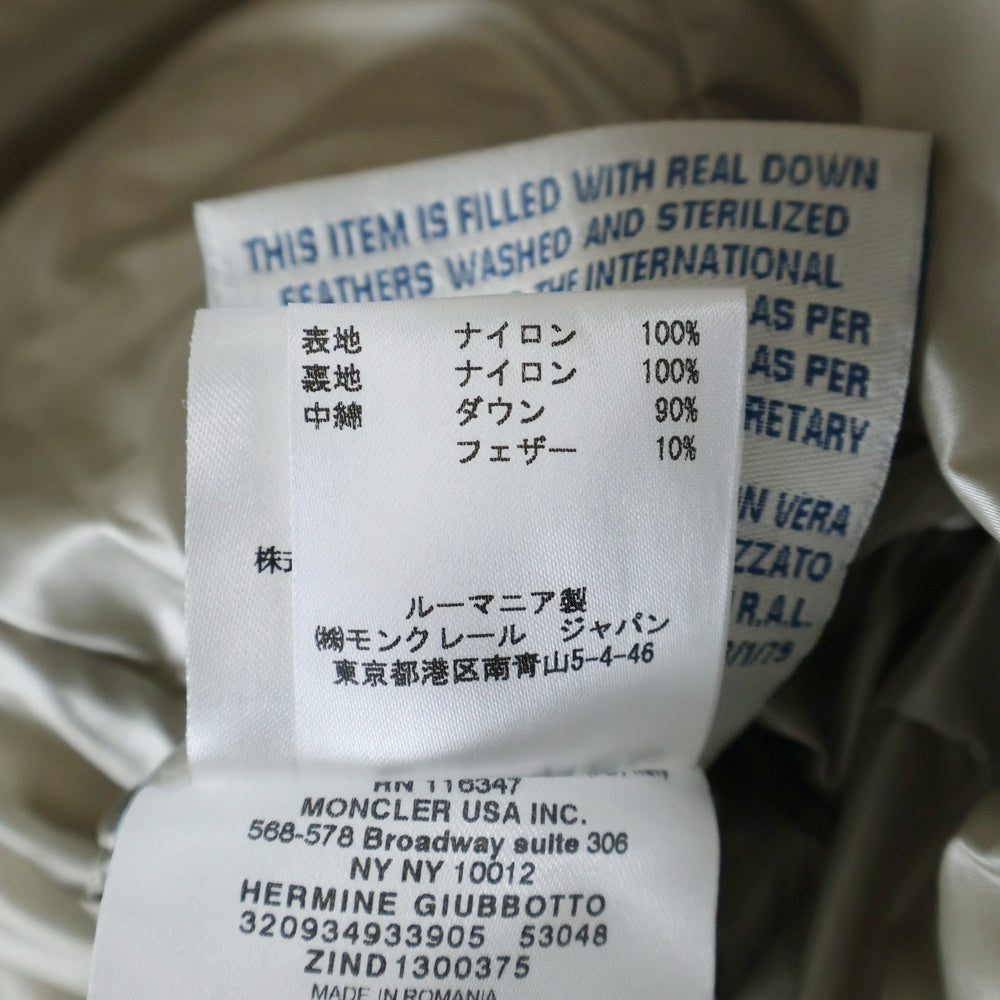 THIS ITEM IS FILLED WITH REAL DOWN
FEATHERS WASHED AND STERILIZED
THE INTERNATIONAL
AS PER
AS PER
VERA
R.A.L.
表地 ナイロン 100%
裏地 ナイロン 100%
中綿 ダウン 90%
フェザー 10%
ルーマニア製
㈱モンクレール ジャパン
東京都港区南青山5-4-46
RN 116347
MONCLER USA INC.
568-578 Broadway suite 306
NY NY 10012
HERMINE GIUBBOTTO
320934933905 53048
ZIND1300375
MADE IN ROMANIA